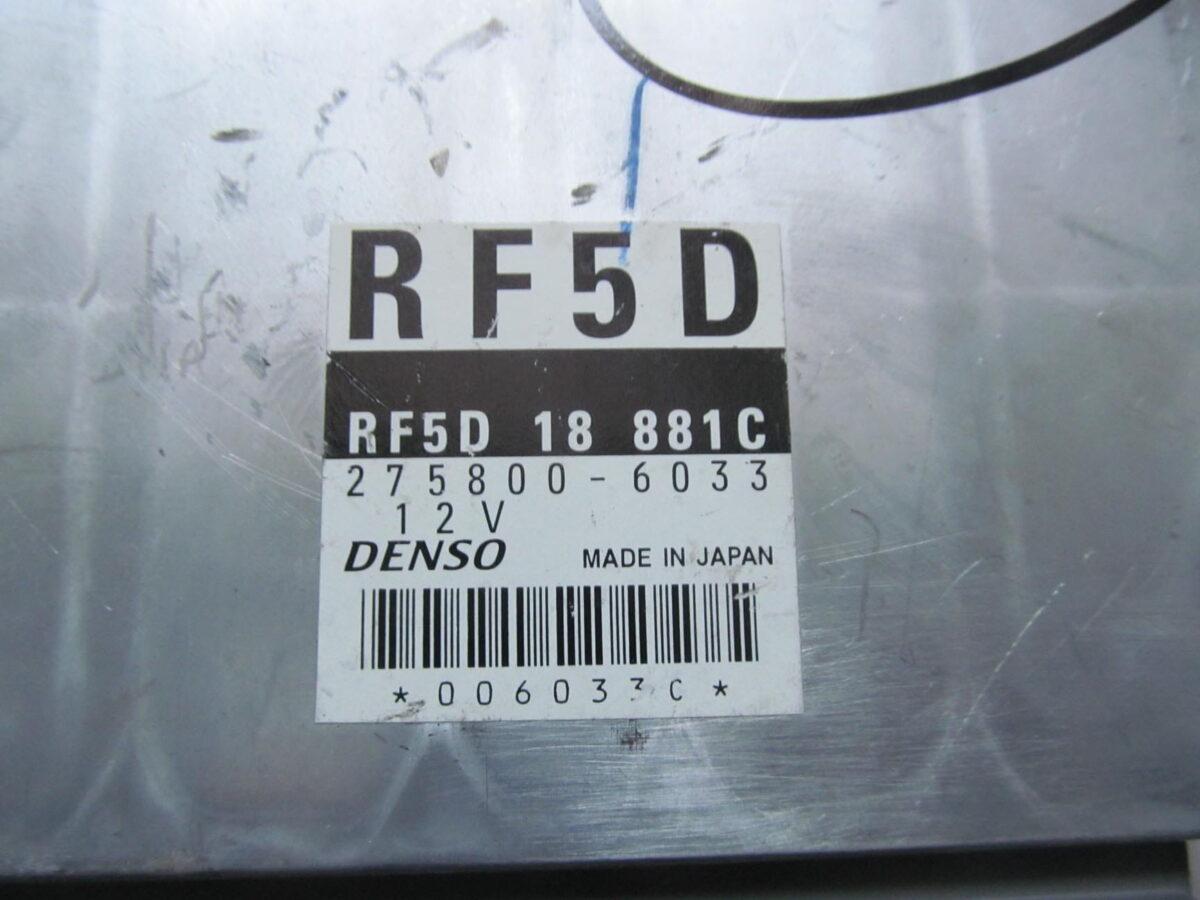 RF5D
RF5D 18 881C
275800-6033
12V
DENSO MADE IN JAPAN
*006033C*